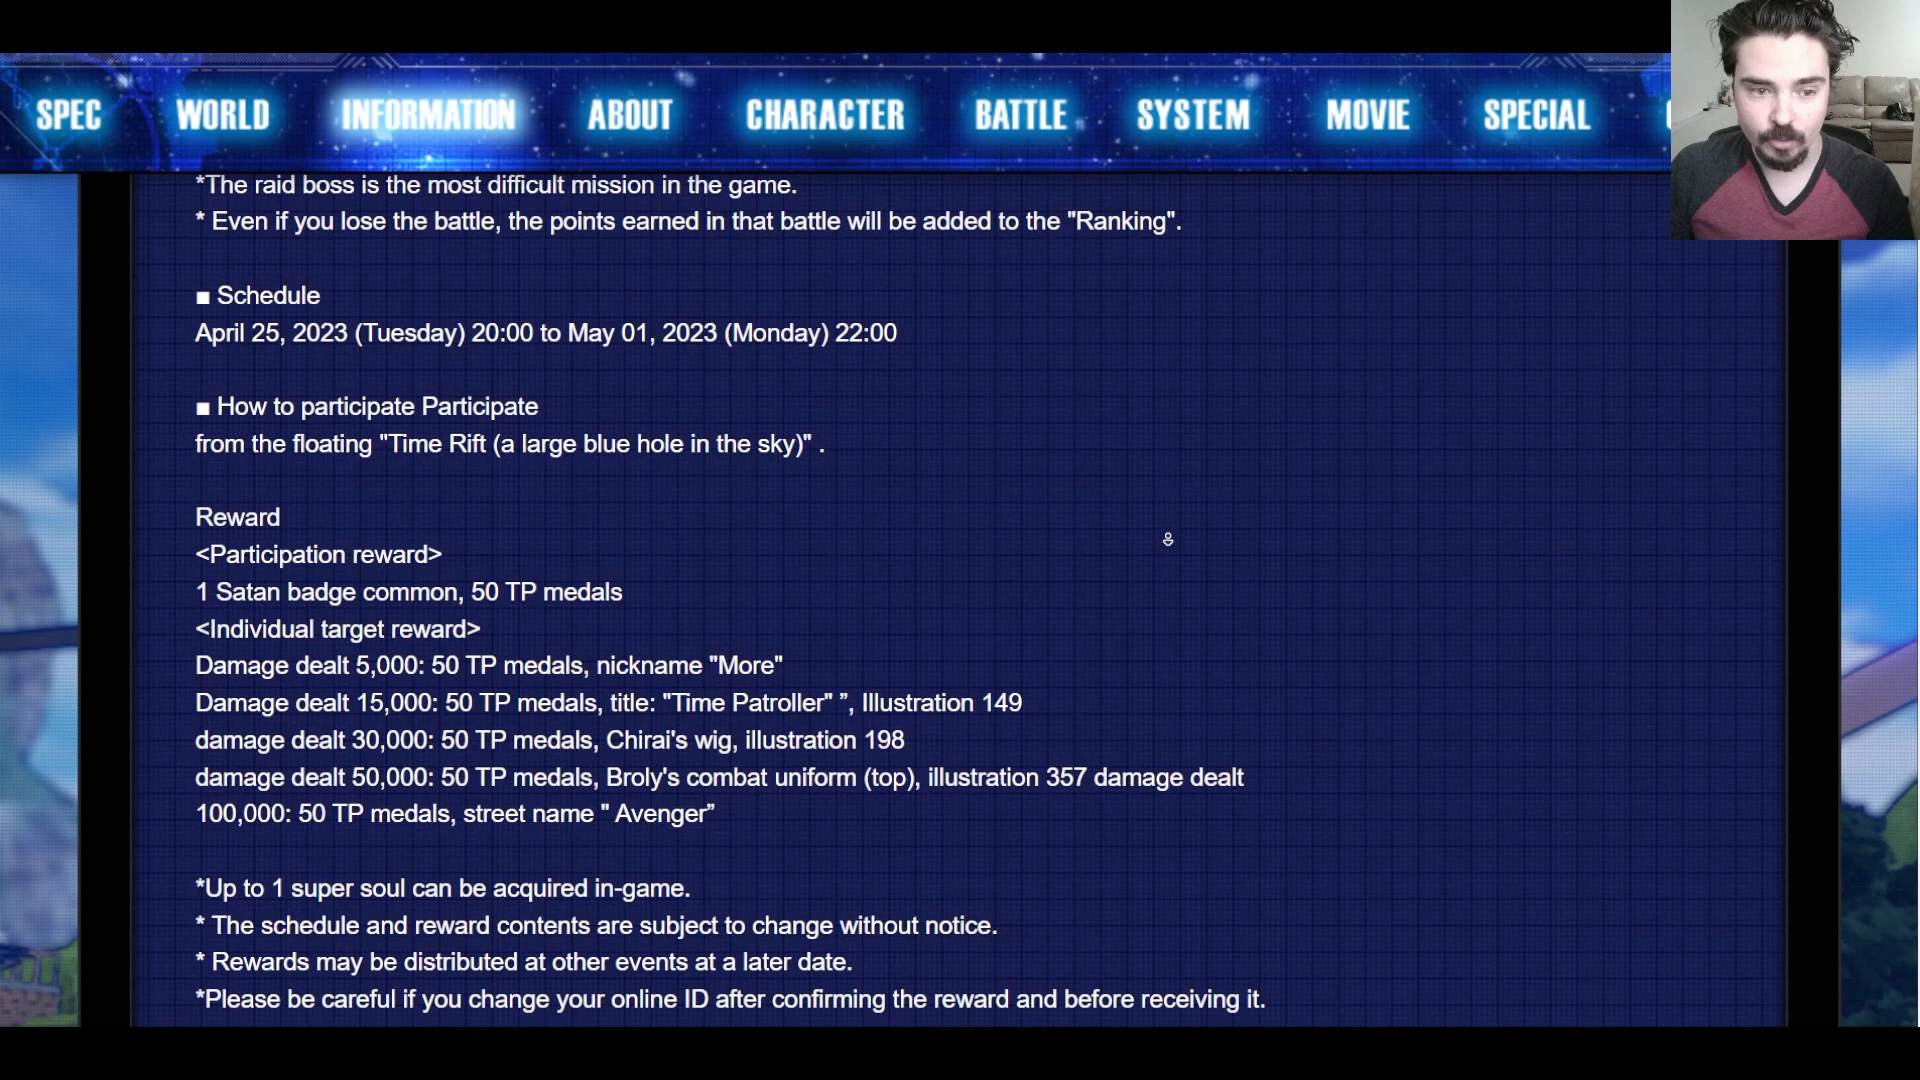 SPEC WORLD INFORMATION ABOUT CHARACTER BATTLE SYSTEM MOVIE SPECIAL
*The raid boss is the most difficult mission in the game.
* Even if you lose the battle, the points earned in that battle will be added to the "Ranking".
■ Schedule
April 25, 2023 (Tuesday) 20:00 to May 01, 2023 (Monday) 22:00
■ How to participate Participate
from the floating "Time Rift (a large blue hole in the sky)" .
Reward
<Participation reward>
1 Satan badge common, 50 TP medals
<Individual target reward>
Damage dealt 5,000: 50 TP medals, nickname "More"
Damage dealt 15,000: 50 TP medals, title: "Time Patroller" ”, Illustration 149
damage dealt 30,000: 50 TP medals, Chirai's wig, illustration 198
damage dealt 50,000: 50 TP medals, Broly's combat uniform (top), illustration 357 damage dealt
100,000: 50 TP medals, street name " Avenger”
*Up to 1 super soul can be acquired in-game.
* The schedule and reward contents are subject to change without notice.
* Rewards may be distributed at other events at a later date.
*Please be careful if you change your online ID after confirming the reward and before receiving it.